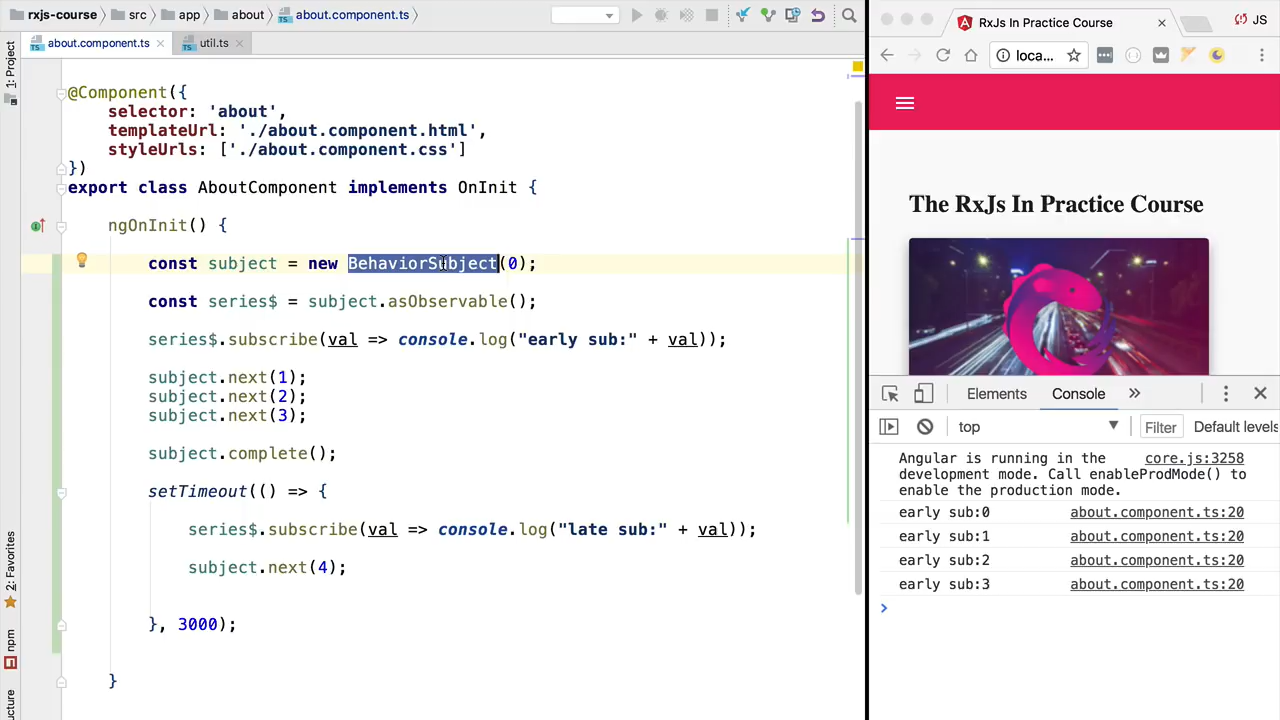 rxjs-course
src
app
about
about.component.ts
about.component.ts
util.ts
1: Project
2: Favorites
npm
ucture
@Component({
selector: 'about',
templateUrl: './about.component.html',
styleUrls: ['./about.component.css']
})
export class AboutComponent implements OnInit {
ngOnInit() {
const subject = new BehaviorSubject(0);
const series$ = subject.asObservable();
series$.subscribe(val => console.log("early sub:" + val));
subject.next(1);
subject.next(2);
subject.next(3);
subject.complete();
setTimeout(() => {
series$.subscribe(val => console.log("late sub:" + val));
subject.next(4);
}, 3000);
}
RxJs In Practice Course
JS
loca...
The RxJs In Practice Course
Elements Console
top Filter Default levels
Angular is running in the core.js:3258
development mode. Call enableProdMode() to
enable the production mode.
early sub:0 about.component.ts:20
early sub:1 about.component.ts:20
early sub:2 about.component.ts:20
early sub:3 about.component.ts:20